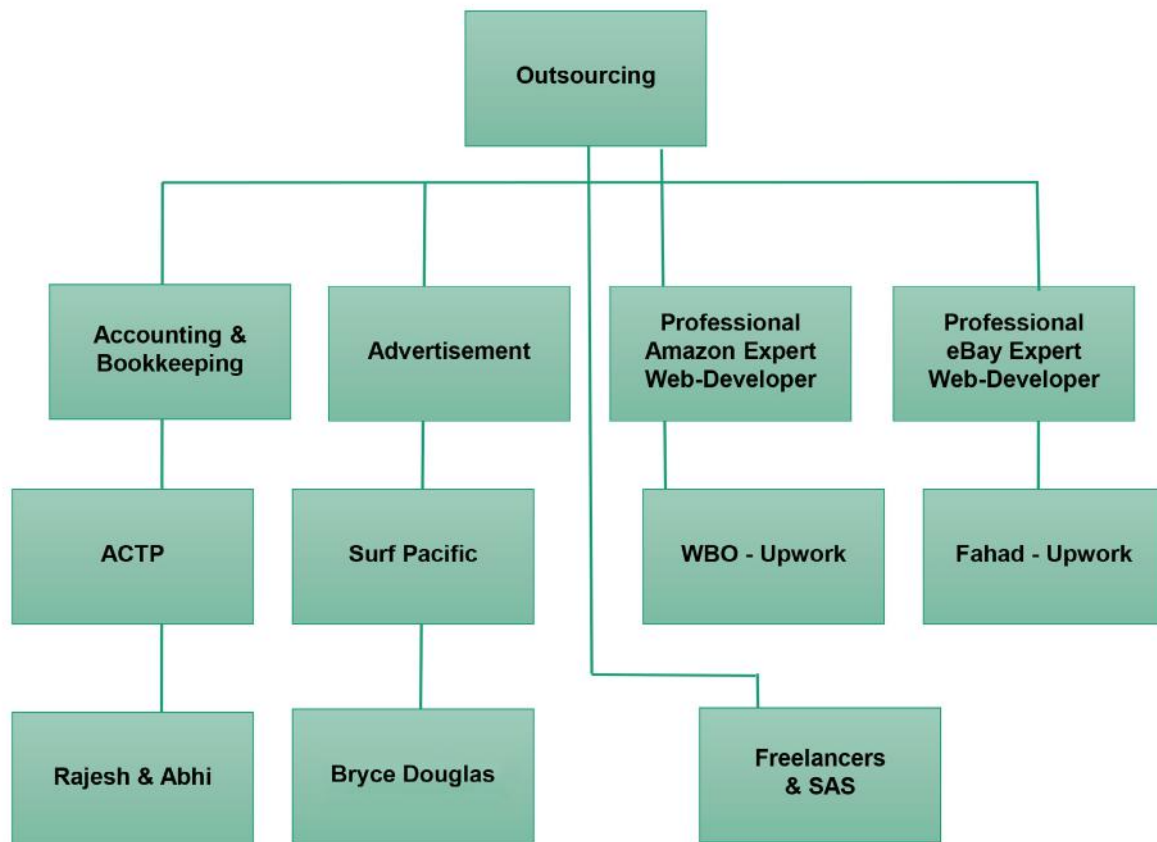 Outsourcing
Accounting &
Bookkeeping
Advertisement
Professional
Amazon Expert
Web-Developer
Professional
eBay Expert
Web-Developer
ACTP
Surf Pacific
WBO - Upwork
Fahad - Upwork
Rajesh & Abhi
Bryce Douglas
Freelancers
& SAS